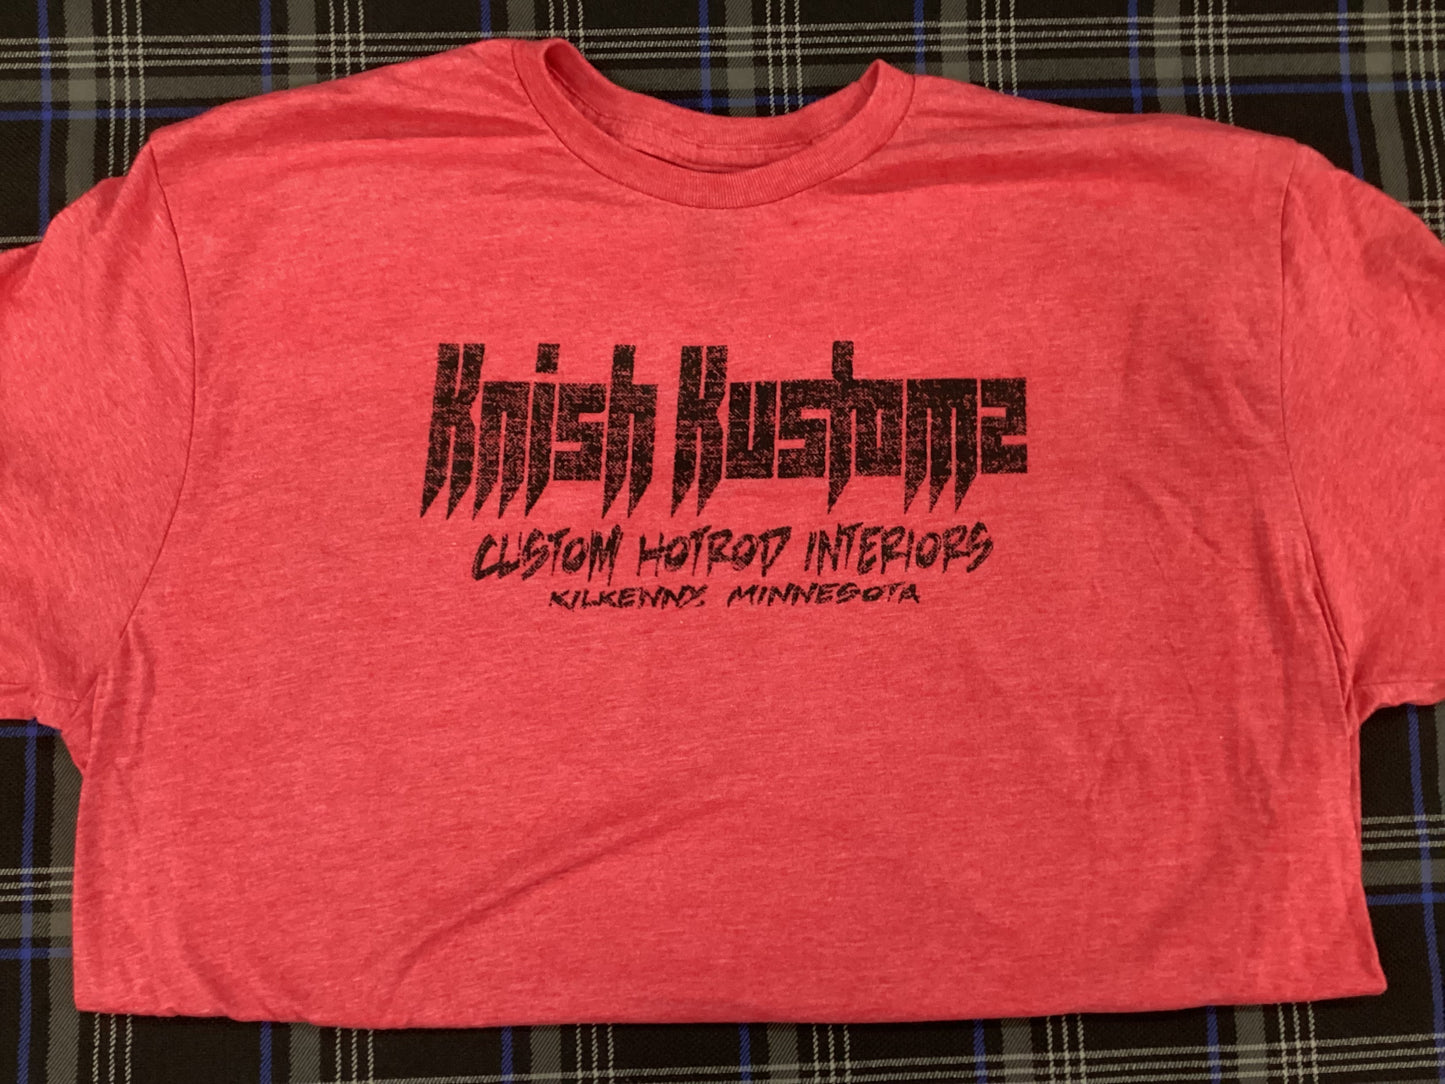 Knish Kustomz
CUSTOM HOTROD INTERIORS
KILKENNY, MINNESOTA